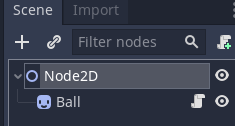 Scene Import
Filter nodes
Node2D
Ball